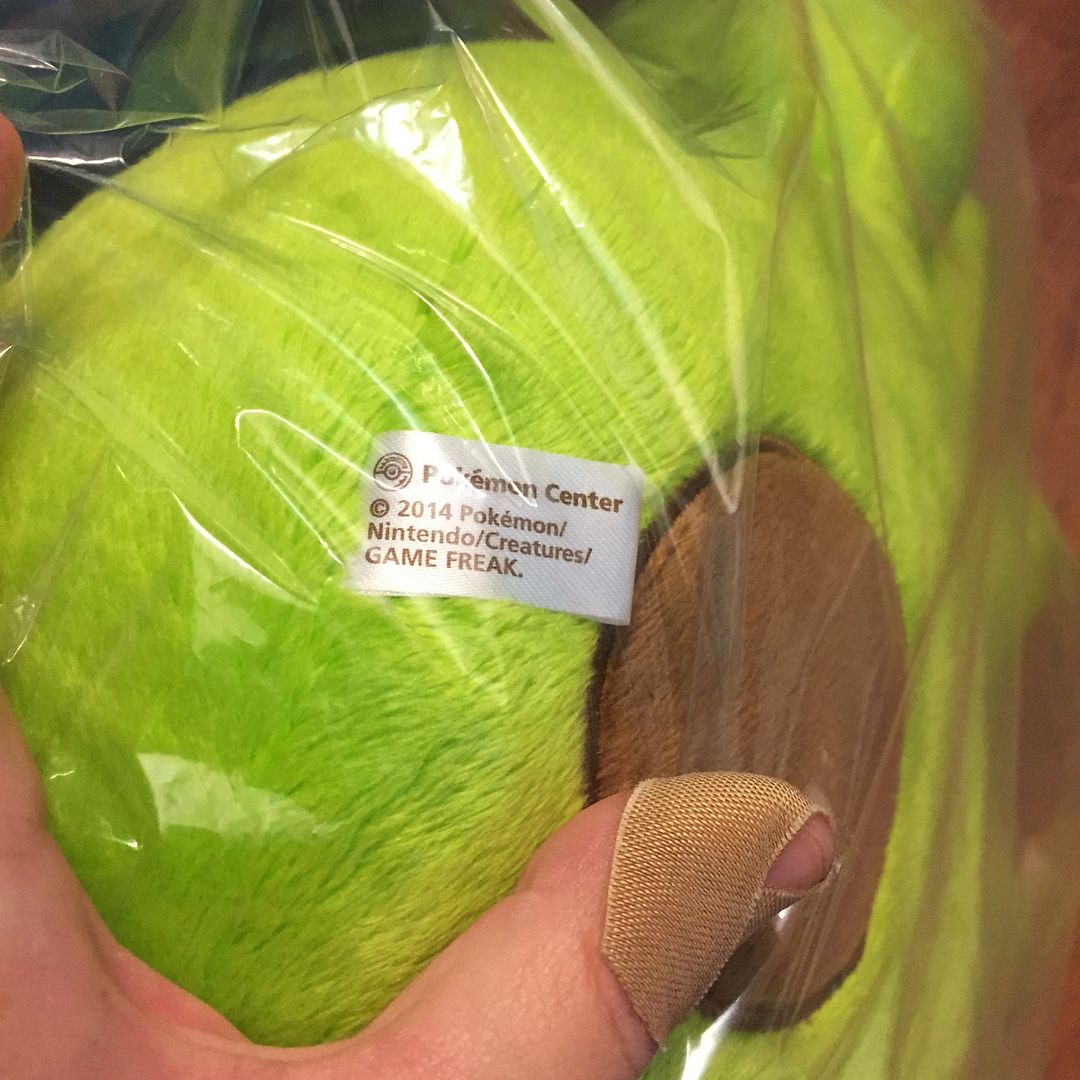 Pokémon Center
© 2014 Pokémon/
Nintendo/Creatures/
GAME FREAK.